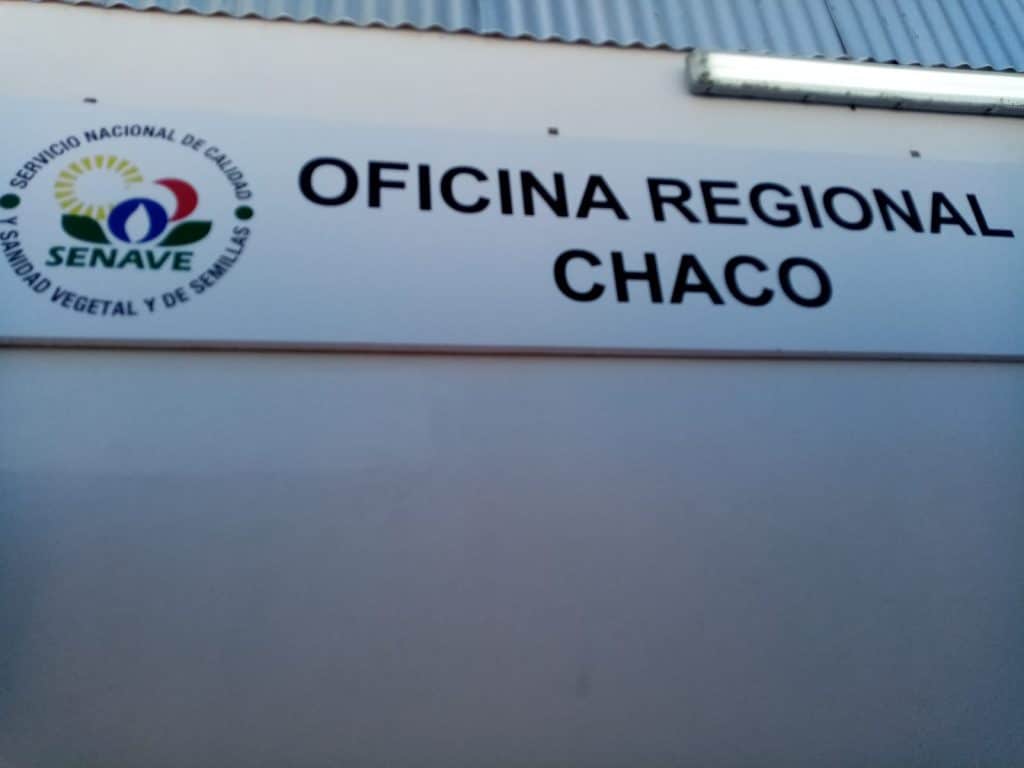 SERVICIO NACIONAL DE CALIDAD
Y SANIDAD VEGETAL Y DE SEMILLAS
SENAVE
OFICINA REGIONAL
CHACO